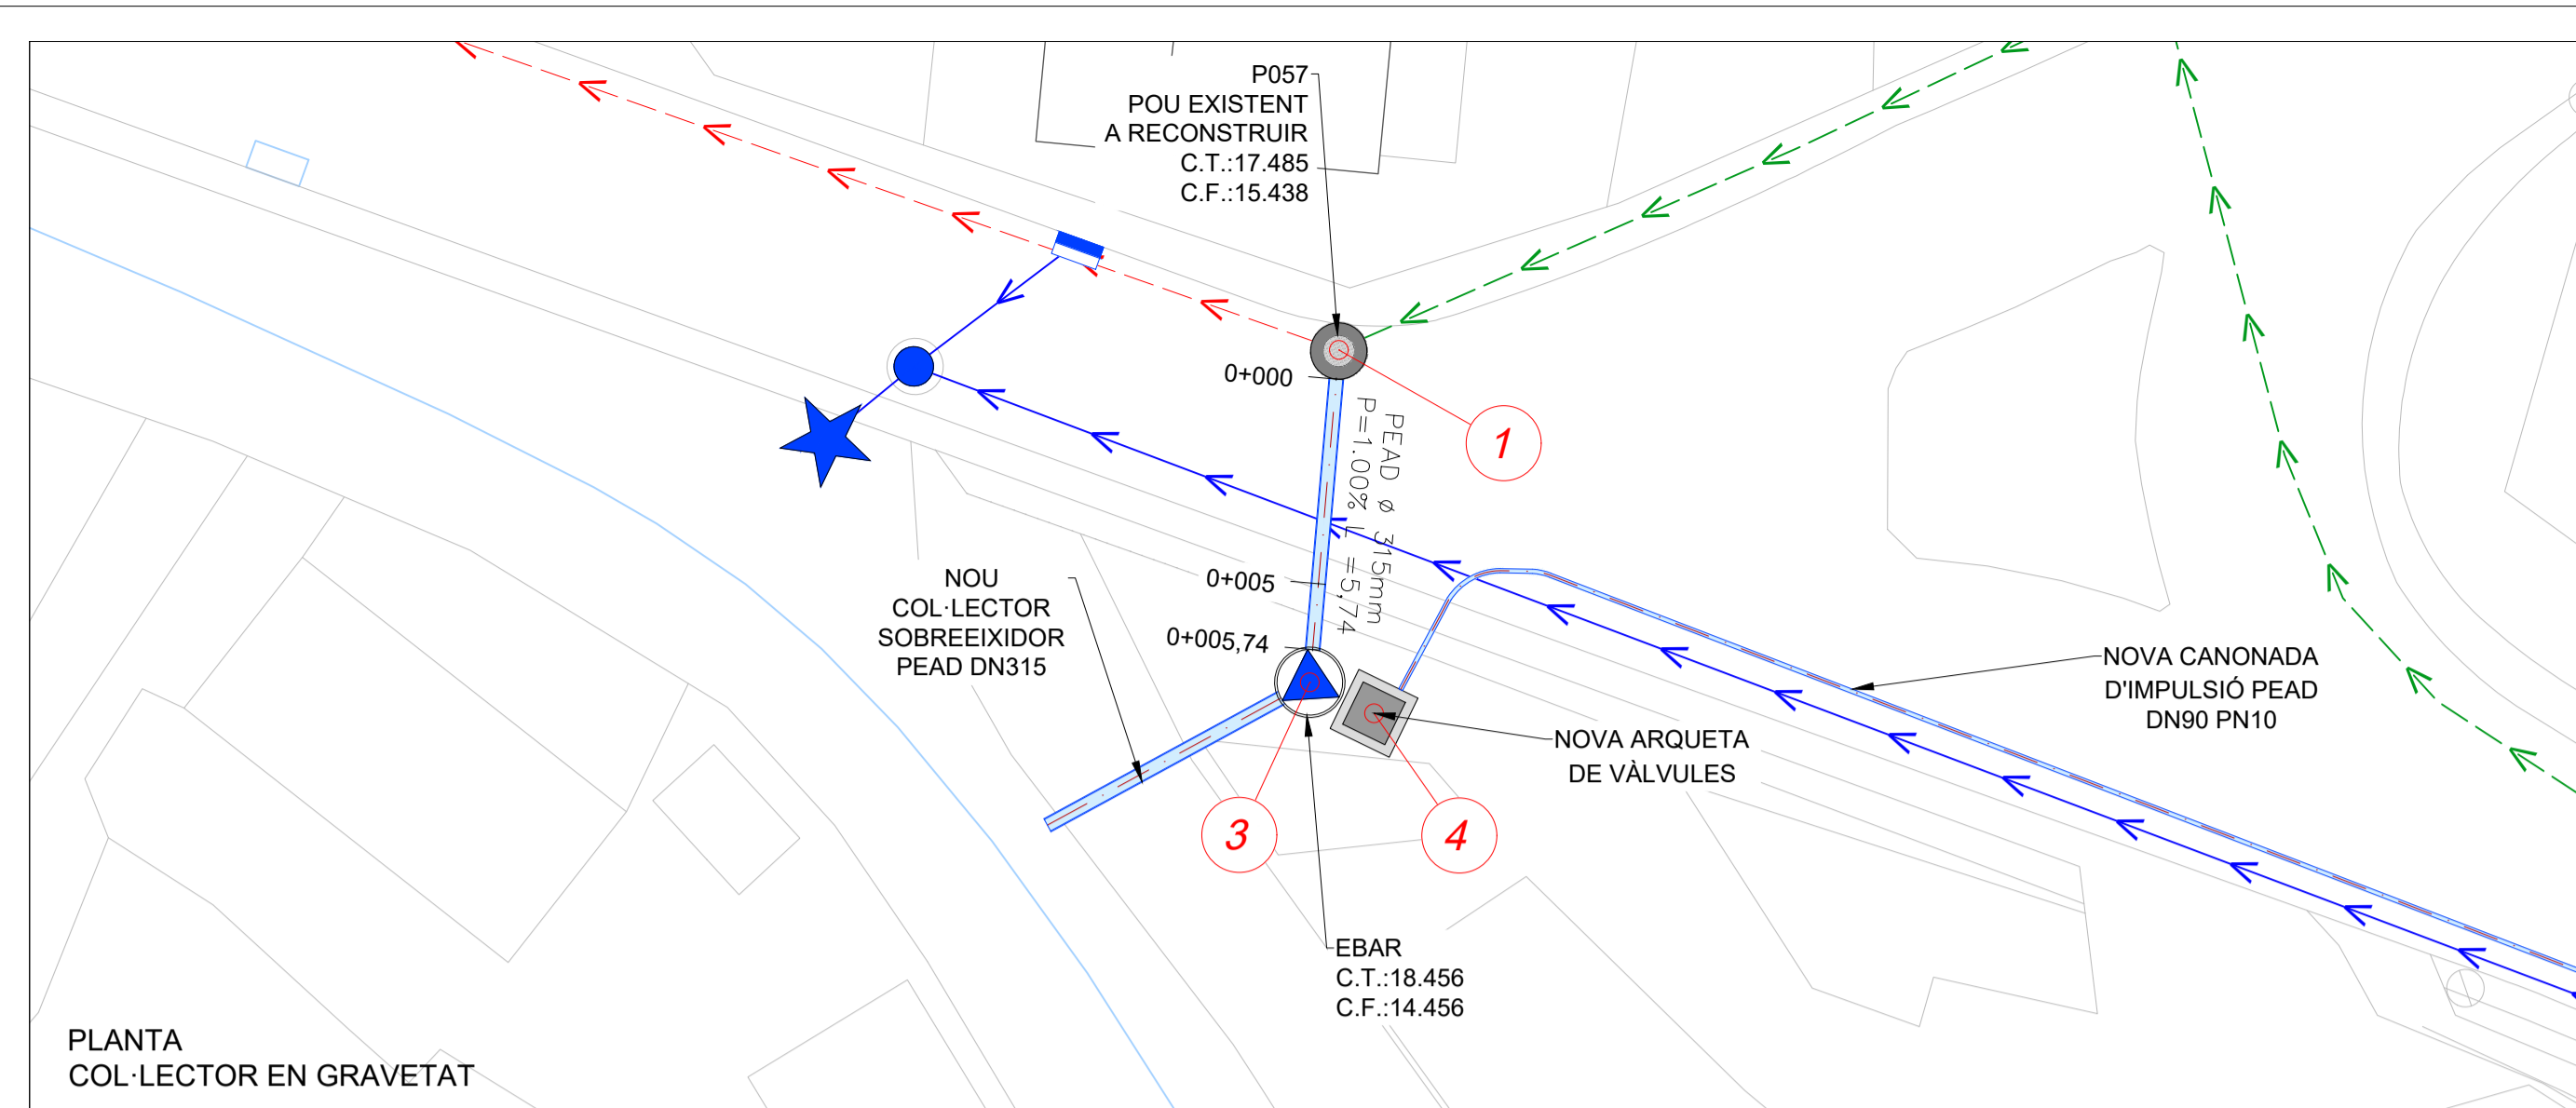 P057
POU EXISTENT
A RECONSTRUIR
C.T.:17.485
C.F.:15.438
0+000
1
PEAD ø 315mm
P=1.00% L =5,74
0+005
0+005,74
NOU
COL·LECTOR
SOBREEIXIDOR
PEAD DN315
NOVA CANONADA
D'IMPULSIÓ PEAD
DN90 PN10
NOVA ARQUETA
DE VÀLVULES
3
4
EBAR
C.T.:18.456
C.F.:14.456
PLANTA
COL·LECTOR EN GRAVETAT